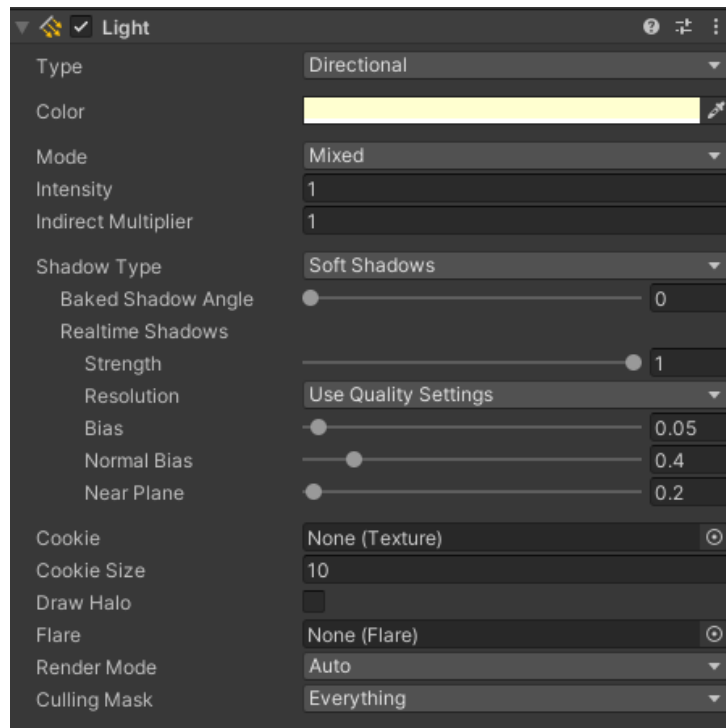 Light
Type Directional
Color
Mode Mixed
Intensity 1
Indirect Multiplier 1
Shadow Type Soft Shadows
Baked Shadow Angle 0
Realtime Shadows
Strength 1
Resolution Use Quality Settings
Bias 0.05
Normal Bias 0.4
Near Plane 0.2
Cookie None (Texture)
Cookie Size 10
Draw Halo
Flare None (Flare)
Render Mode Auto
Culling Mask Everything